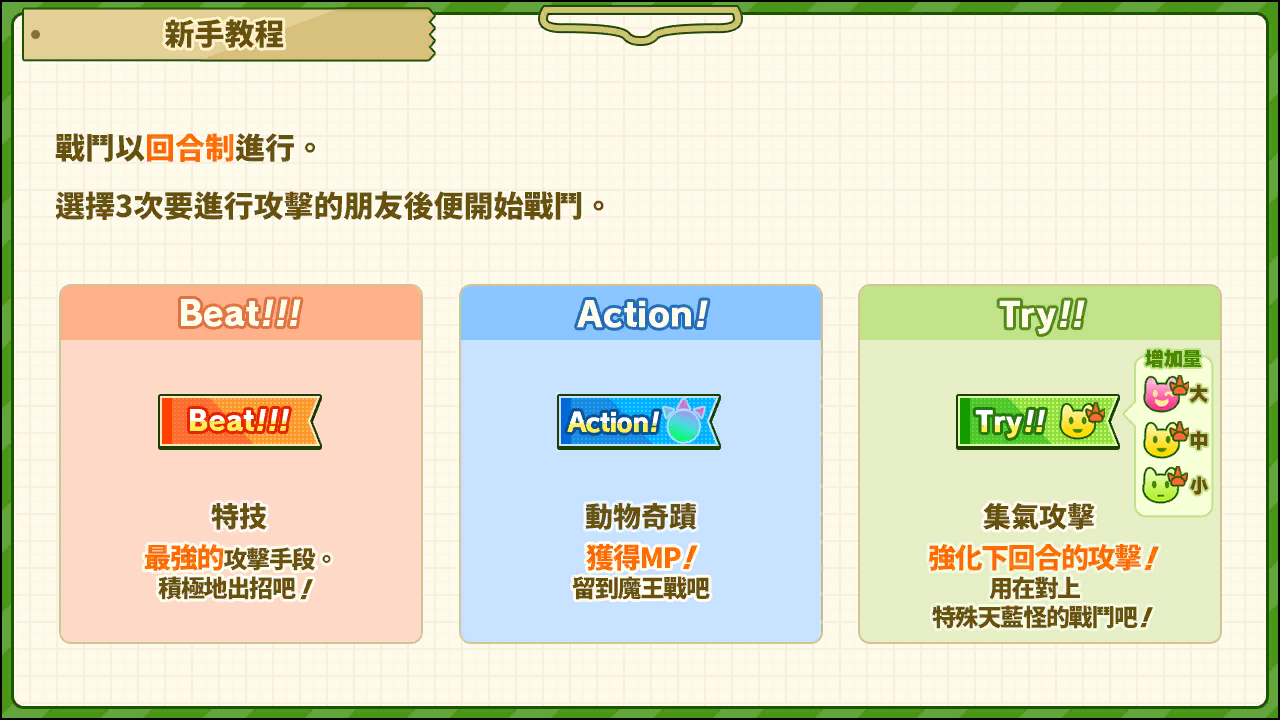 新手教程
戰鬥以回合制進行。
選擇3次要進行攻擊的朋友後便開始戰鬥。
Beat!!!
Beat!!!
特技
最強的攻擊手段。
積極地出招吧！
Action!
Action!
動物奇蹟
獲得MP！
留到魔王戰吧
Try!!
Try!!
增加量
大
中
小
集氣攻擊
強化下回合的攻擊！
用在對上
特殊天藍怪的戰鬥吧！